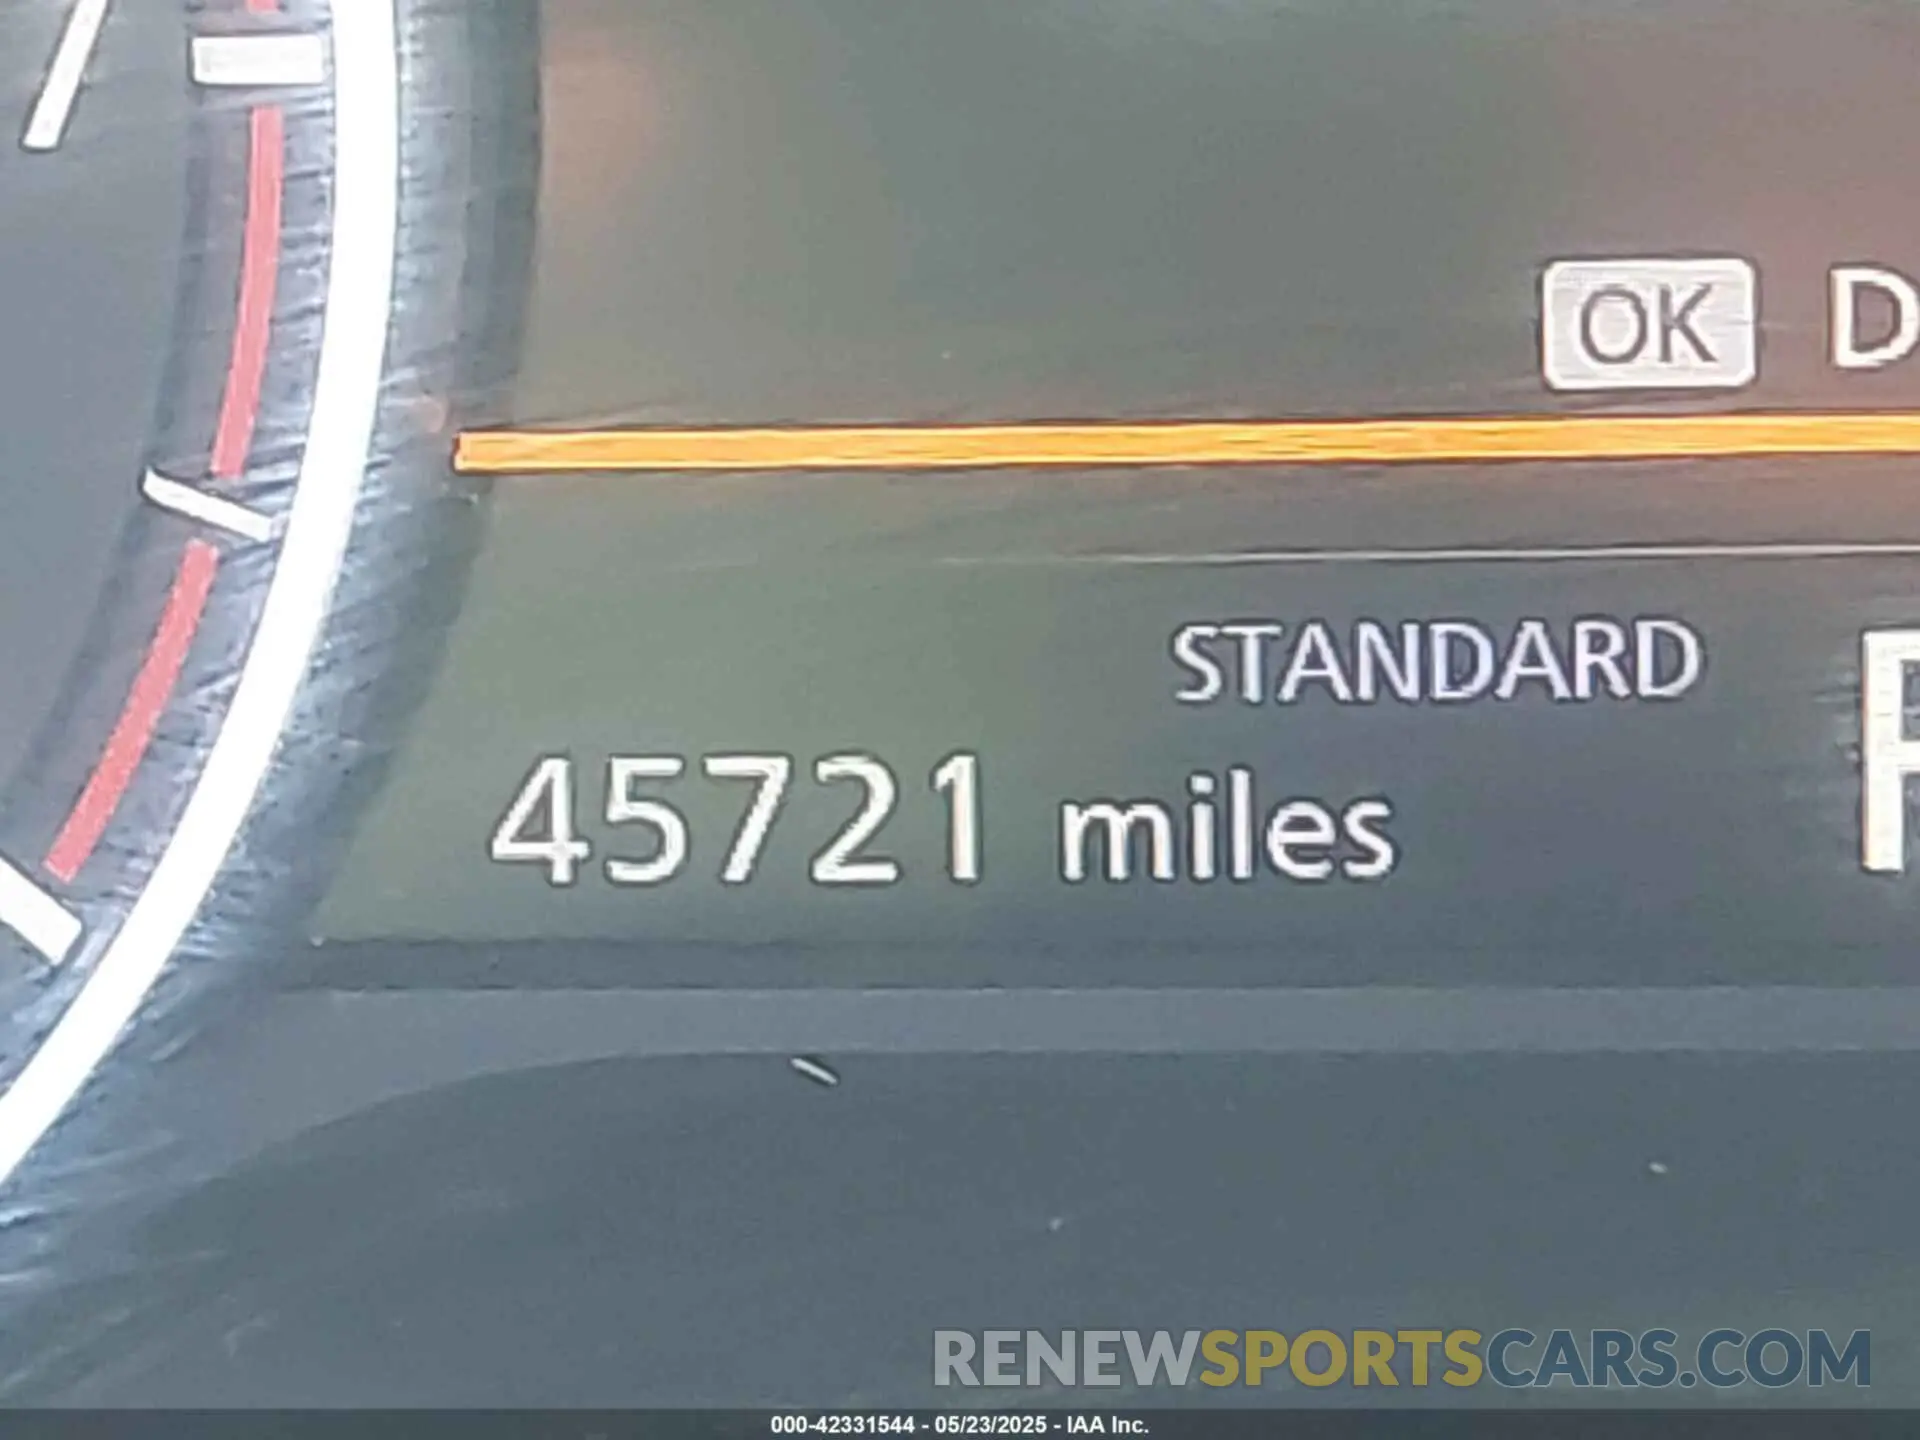 OK D
STANDARD
45721 miles
RENEWSPORTSCARS.COM
000-42331544 - 05/23/2025 - IAA Inc.